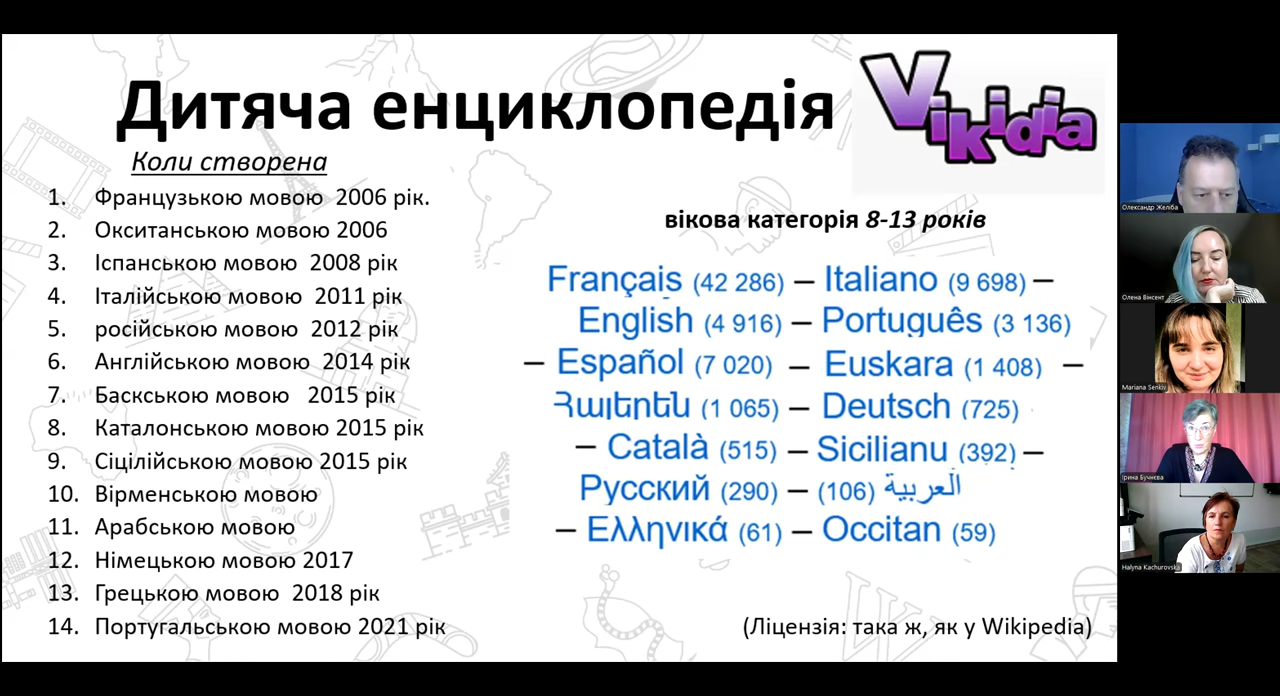 Дитяча енциклопедія
Vikidia
Коли створена
1. Французькою мовою 2006 рік.
2. Окситанською мовою 2006
3. Іспанською мовою 2008 рік
4. Італійською мовою 2011 рік
5. російською мовою 2012 рік
6. Англійською мовою 2014 рік
7. Баскською мовою 2015 рік
8. Каталонською мовою 2015 рік
9. Сіцілійською мовою 2015 рік
10. Вірменською мовою
11. Арабською мовою
12. Німецькою мовою 2017
13. Грецькою мовою 2018 рік
14. Португальською мовою 2021 рік
вікова категорія 8-13 років
Français (42 286) – Italiano (9 698) –
English (4 916) – Português (3 136)
– Español (7 020) – Euskara (1 408) –
Հայերեն (1 065) – Deutsch (725)
– Català (515) – Sicilianu (392) –
Русский (290) – (106) العربية
– Ελληνικά (61) – Occitan (59)
(Ліцензія: така ж, як у Wikipedia)
Олександр Желіба
Олена Вінсент
Mariana Senkiv
Ірина Бучнєва
Halyna Kachurovska